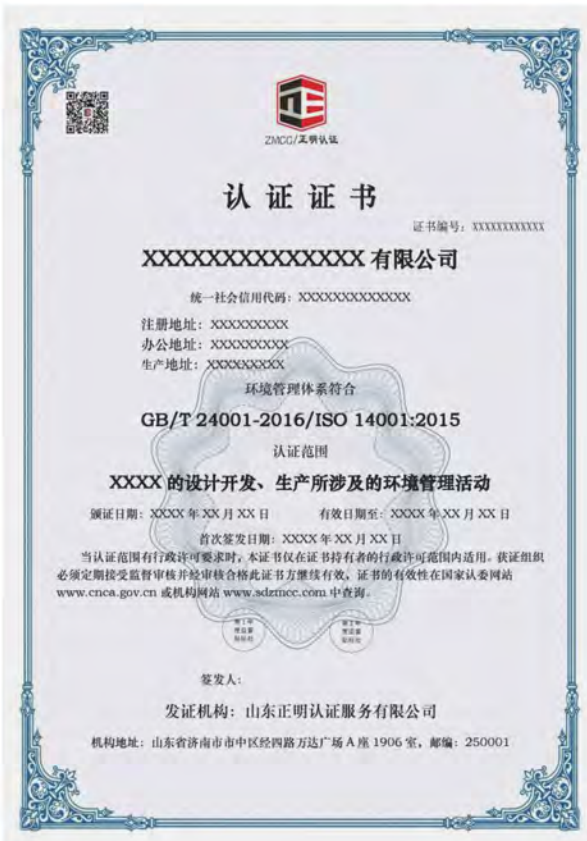 ZMCC/正明认证
认证证书
证书编号：XXXXXXXXXXX
XXXXXXXXXXXXXXX 有限公司
统一社会信用代码：XXXXXXXXXXXXX
注册地址：XXXXXXXXX
办公地址：XXXXXXXXX
生产地址：XXXXXXXXX
环境管理体系符合
GB/T 24001-2016/ISO 14001:2015
认证范围
XXXX 的设计开发、生产所涉及的环境管理活动
颁证日期：XXXX 年 XX 月 XX 日 有效日期至：XXXX 年 XX 月 XX 日
首次签发日期：XXXX 年 XX 月 XX 日
当认证范围有行政许可要求时，本证书仅在证书持有者的行政许可范围内适用。获证组织
必须定期接受监督审核并经审核合格此证书方继续有效，证书的有效性在国家认委网站
www.cnca.gov.cn 或机构网站 www.sdzmcc.com 中查询。
签发人：
发证机构：山东正明认证服务有限公司
机构地址：山东省济南市市中区经四路万达广场 A 座 1906 室，邮编：250001